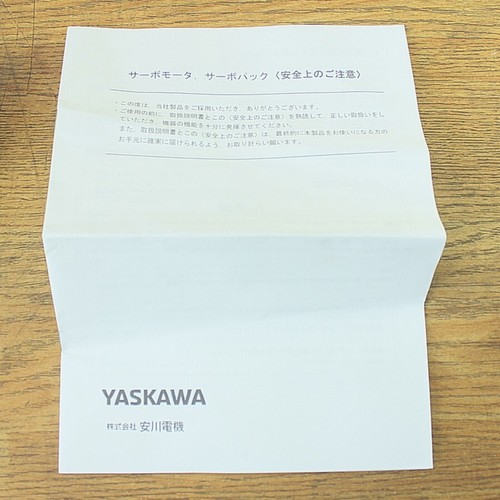 サーボモータ，サーボパック〈安全上のご注意〉
・この度は，当社製品をご採用いただき，ありがとうございます。
・ご使用の前に，取扱説明書とこの〈安全上のご注意〉を熟読して，正しい取扱いをし
ていただき，機器の機能を十分に発揮させてください。
また，取扱説明書とこの〈安全上のご注意〉は，最終的に本製品をお使いになる方の
お手元に確実に届けられるよう，お取り計らい願います。
YASKAWA
株式会社 安川電機